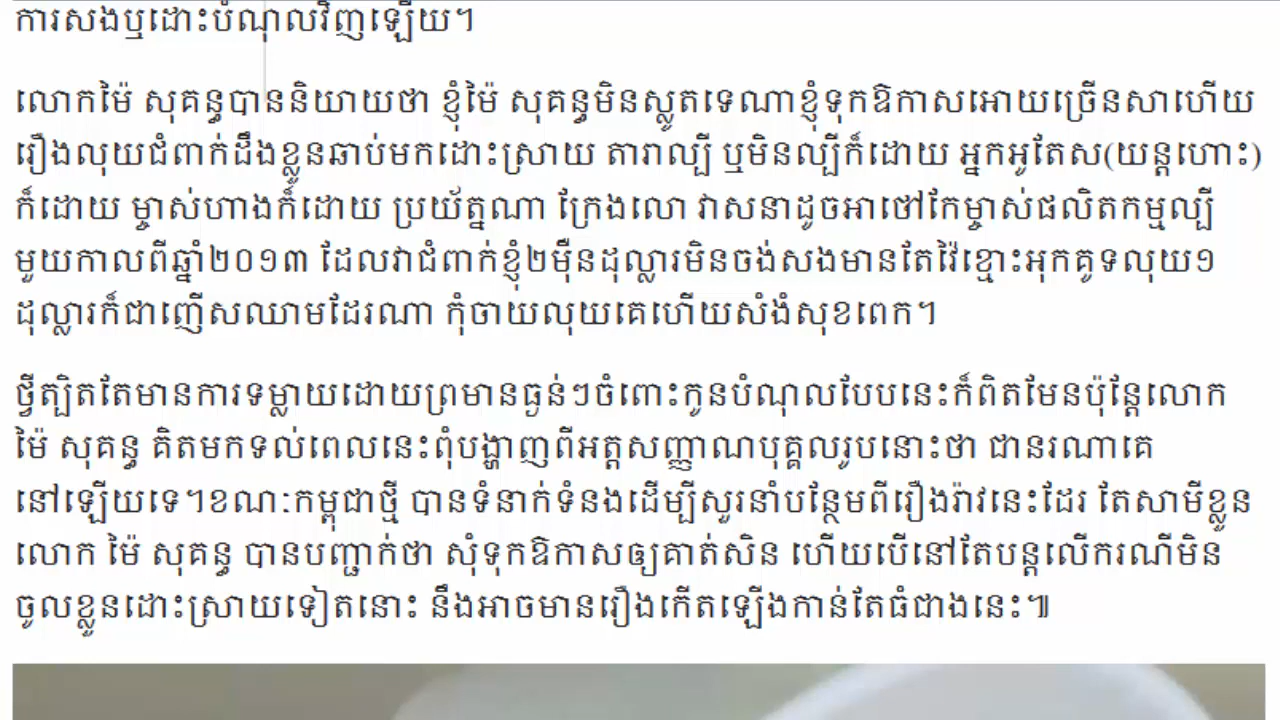 ការសងឬដោះបំណុលវិញឡើយ។
លោកម៉ៃ សុគន្ធបាននិយាយថា ខ្ញុំម៉ៃ សុគន្ធមិនស្លូតទេណាខ្ញុំទុកឱកាសអោយច្រើនសាហើយ
រឿងលុយជំពាក់ដឹងខ្លួនឆាប់មកដោះស្រាយ តារាល្បី ឬមិនល្បីក៏ដោយ អ្នកអូតែស(យន្តហោះ)
ក៏ដោយ ម្ចាស់ហាងក៏ដោយ ប្រយ័ត្នណា ក្រែងលោ វាសនាដូចអាថៅកែម្ចាស់ផលិតកម្មល្បី
មួយកាលពីឆ្នាំ២០១៣ ដែលវាជំពាក់ខ្ញុំ២ម៉ឺនដុល្លារមិនចង់សងមានតែវ៉ៃខ្មោះអុកគូទលុយ១
ដុល្លារក៏ជាញើសឈាមដែរណា កុំចាយលុយគេហើយសំងំសុខពេក។
ថ្វីត្បិតតែមានការទម្លាយដោយព្រមានធ្ងន់ៗចំពោះកូនបំណុលបែបនេះក៏ពិតមែនប៉ុន្តែលោក
ម៉ៃ សុគន្ធ គិតមកទល់ពេលនេះពុំបង្ហាញពីអត្តសញ្ញាណបុគ្គលរូបនោះថា ជានរណាគេ
នៅឡើយទេ។ខណៈកម្ពុជាថ្មី បានទំនាក់ទំនងដើម្បីសួរនាំបន្ថែមពីរឿងរ៉ាវនេះដែរ តែសាមីខ្លួន
លោក ម៉ៃ សុគន្ធ បានបញ្ជាក់ថា សុំទុកឱកាសឲ្យគាត់សិន ហើយបើនៅតែបន្តលើករណីមិន
ចូលខ្លួនដោះស្រាយទៀតនោះ នឹងអាចមានរឿងកើតឡើងកាន់តែធំជាងនេះ៕